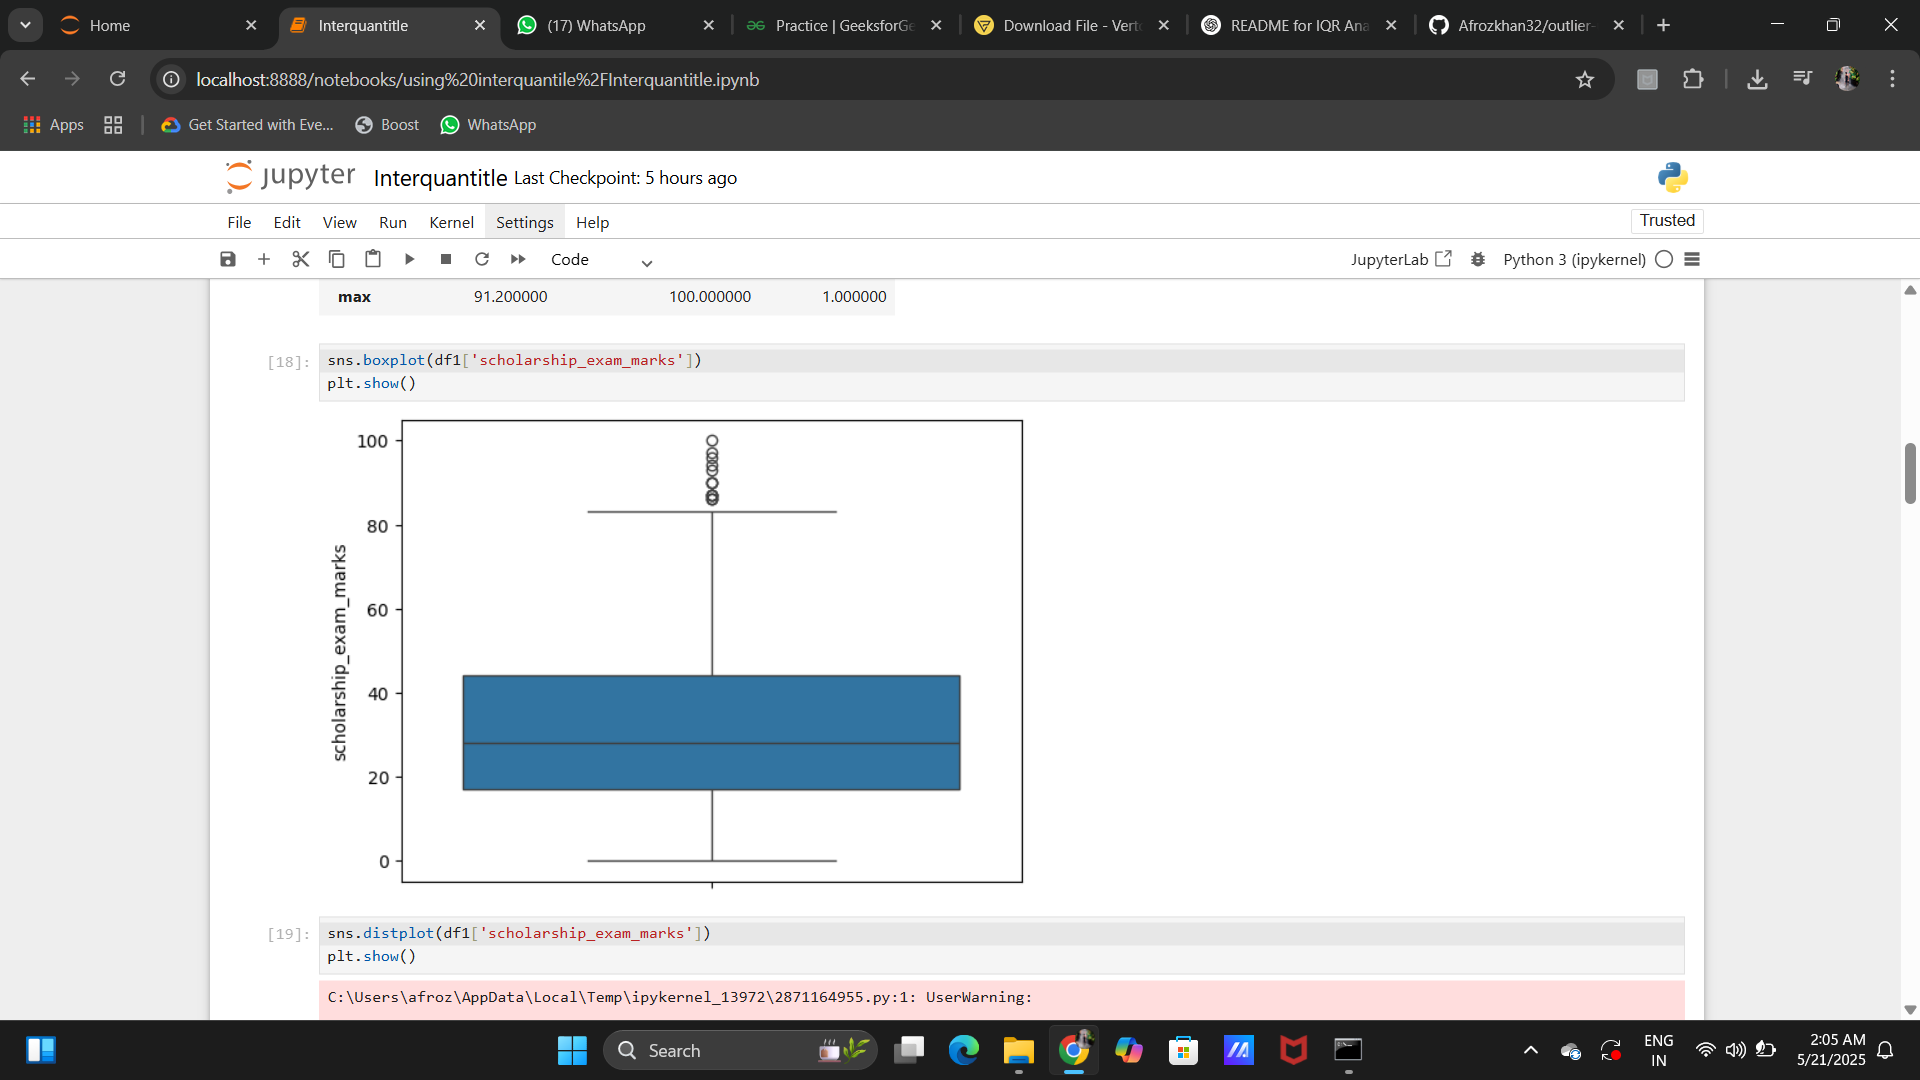 Home
Interquantitle
(17) WhatsApp
Practice | GeeksforGe
Download File - Verto
README for IQR Ana
Afrozkhan32/outlier-
localhost:8888/notebooks/using%20interquantile%2FInterquantitle.ipynb
Apps
Get Started with Eve...
Boost
WhatsApp
jupyter Interquantitle Last Checkpoint: 5 hours ago
File Edit View Run Kernel Settings Help
Trusted
Code
JupyterLab
Python 3 (ipykernel)
max 91.200000 100.000000 1.000000
[18]:
sns.boxplot(df1['scholarship_exam_marks'])
plt.show()
100
80
60
40
20
0
scholarship_exam_marks
[19]:
sns.distplot(df1['scholarship_exam_marks'])
plt.show()
C:\Users\afroz\AppData\Local\Temp\ipykernel_13972\2871164955.py:1: UserWarning:
Search
ENG
IN
2:05 AM
5/21/2025